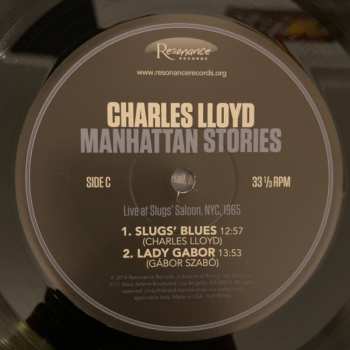 Resonance
RECORDS
www.resonancerecords.org
CHARLES LLOYD
MANHATTAN STORIES
SIDE C 33 ⅓ RPM
Live at Slugs' Saloon, NYC, 1965
1. SLUGS' BLUES 12:57
(CHARLES LLOYD)
2. LADY GABOR 13:53
(GÁBOR SZABÓ)